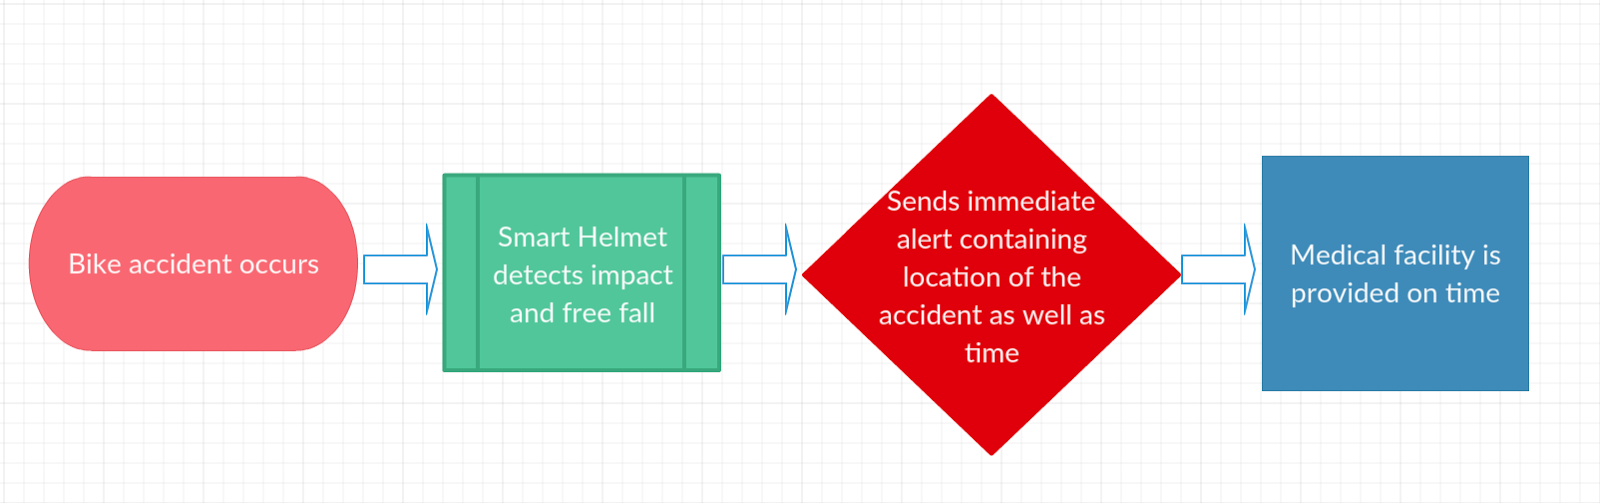 Bike accident occurs
Smart Helmet
detects impact
and free fall
Sends immediate
alert containing
location of the
accident as well as
time
Medical facility is
provided on time